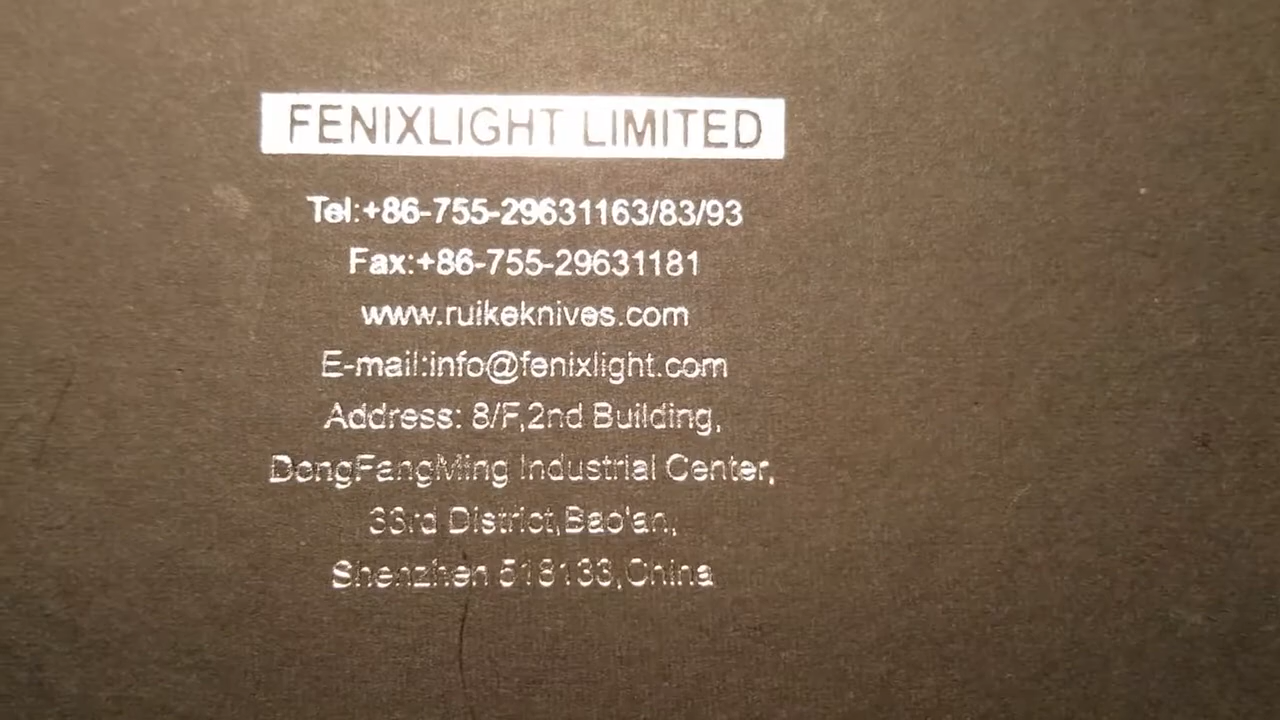 FENIXLIGHT LIMITED
Tel:+86-755-29631163/83/93
Fax:+86-755-29631181
www.ruikeknives.com
E-mail:info@fenixlight.com
Address: 8/F,2nd Building,
DongFangMing Industrial Center,
33rd District,Bao'an,
Shenzhen 518133,China